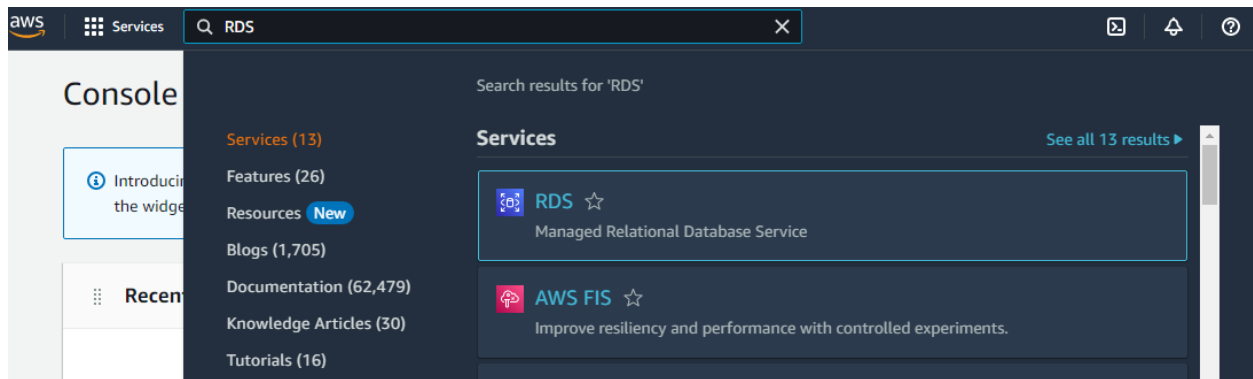 aws
Services
RDS
Console
Introducin
the widge
Recen
Search results for 'RDS'
Services (13)
Features (26)
Resources New
Blogs (1,705)
Documentation (62,479)
Knowledge Articles (30)
Tutorials (16)
Services
See all 13 results
RDS
Managed Relational Database Service
AWS FIS
Improve resiliency and performance with controlled experiments.